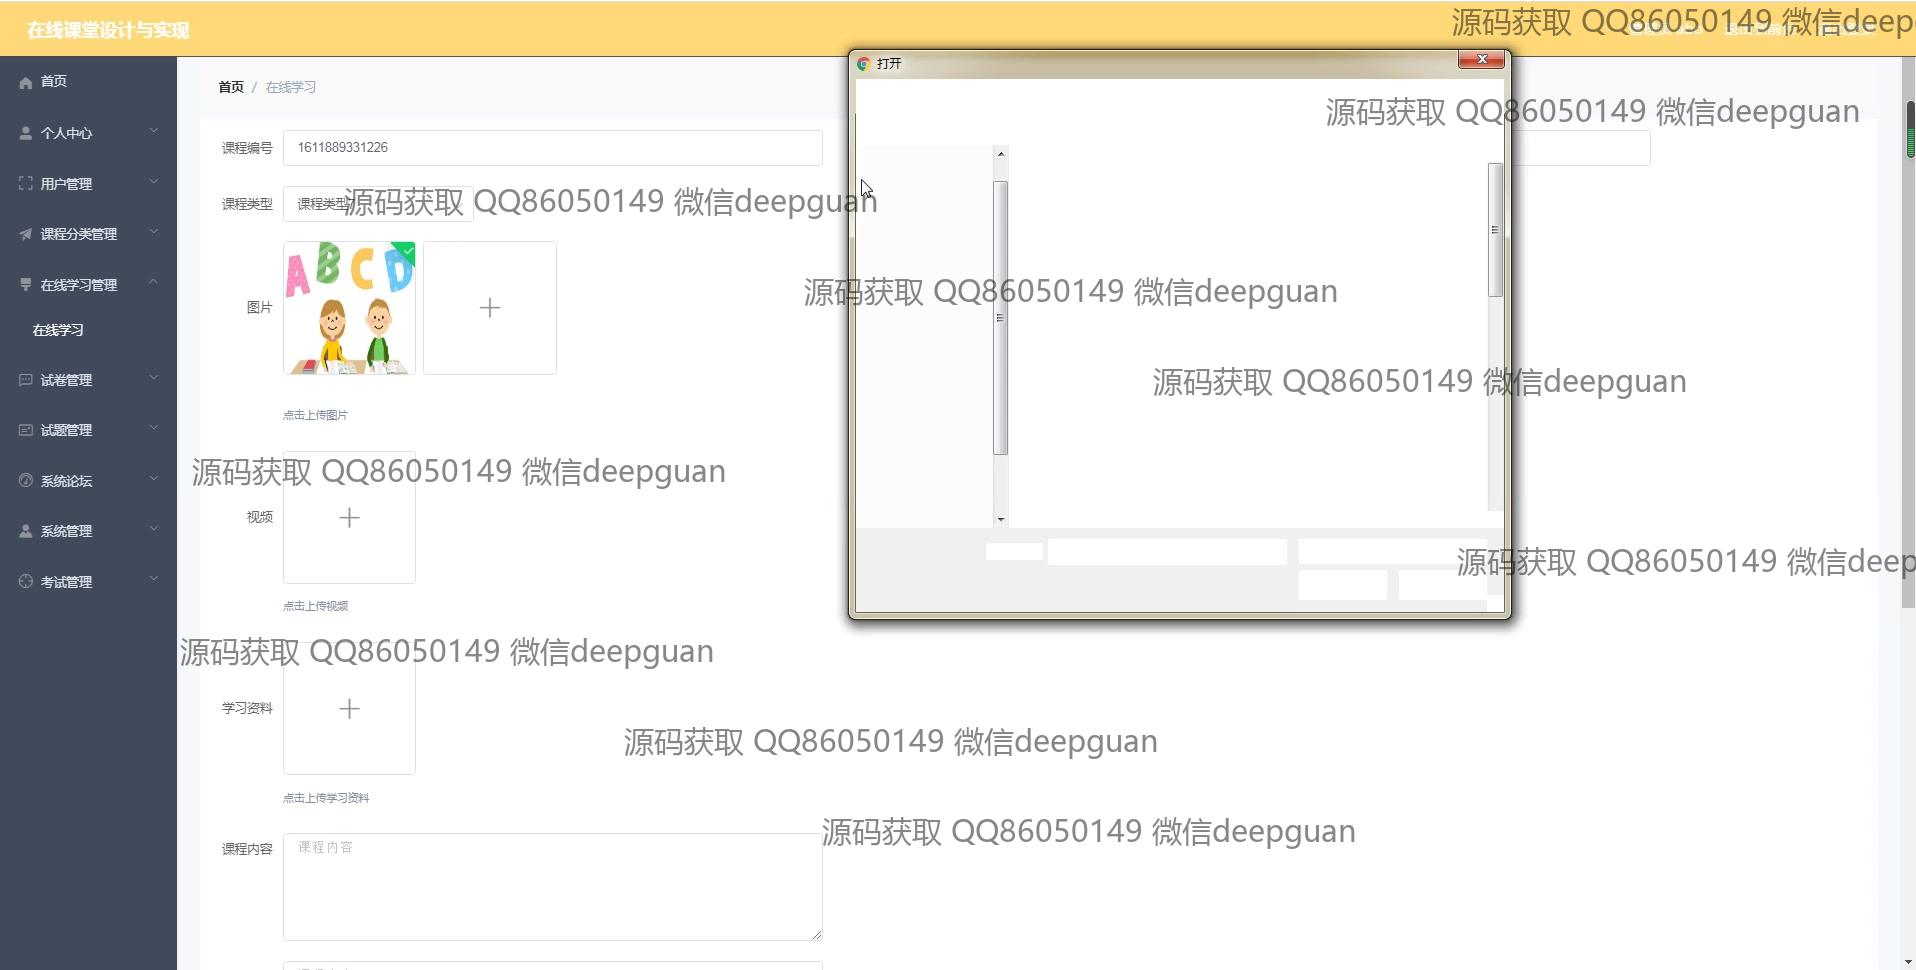 在线课堂设计与实现
源码获取 QQ86050149 微信deep
打开
首页
首页 / 在线学习
源码获取 QQ86050149 微信deepguan
个人中心
课程编号
1611889331226
用户管理
课程类型
课程类型
源码获取 QQ86050149 微信deepguan
课程分类管理
ABCD
在线学习管理
源码获取 QQ86050149 微信deepguan
图片
在线学习
试卷管理
源码获取 QQ86050149 微信deepguan
点击上传图片
试题管理
系统论坛
源码获取 QQ86050149 微信deepguan
视频
系统管理
源码获取 QQ86050149 微信deep
考试管理
点击上传视频
源码获取 QQ86050149 微信deepguan
学习资料
源码获取 QQ86050149 微信deepguan
点击上传学习资料
源码获取 QQ86050149 微信deepguan
课程内容
课程内容